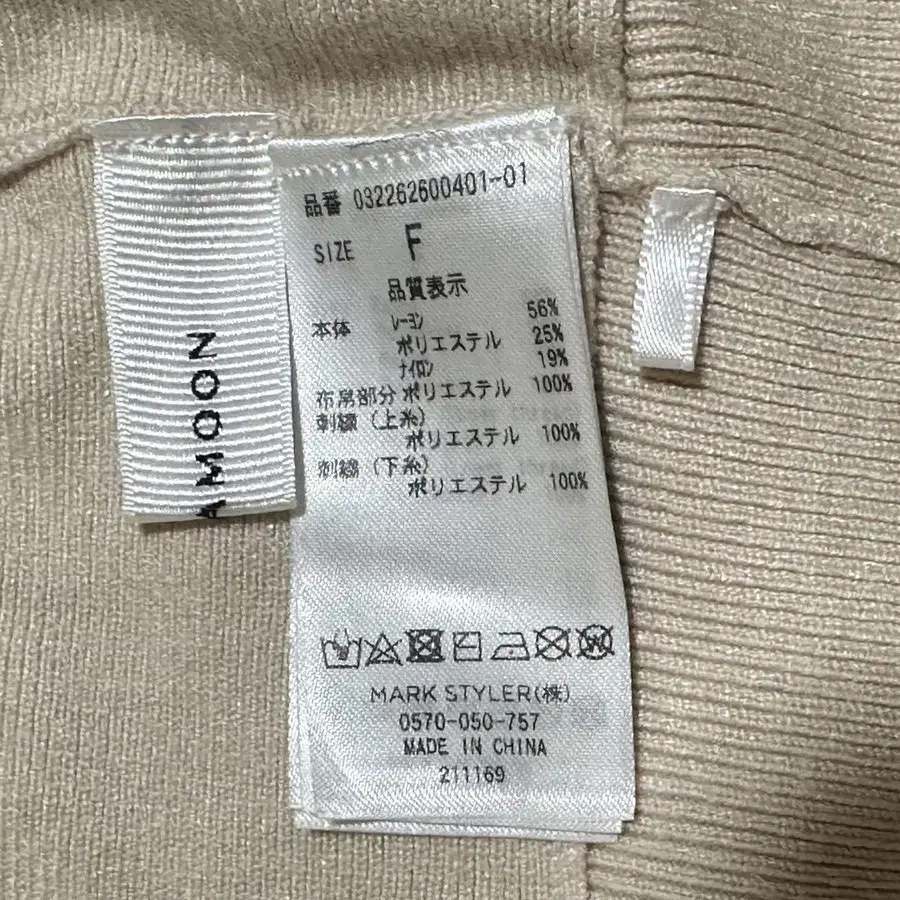 AMOON
品番 032262600401-01
SIZE F
品質表示
本体 レーヨン 56%
ポリエステル 25%
ナイロン 19%
布帛部分 ポリエステル 100%
刺繍（上糸）
ポリエステル 100%
刺繍（下糸）
ポリエステル 100%
MARK STYLER(株)
0570-050-757
MADE IN CHINA
211169